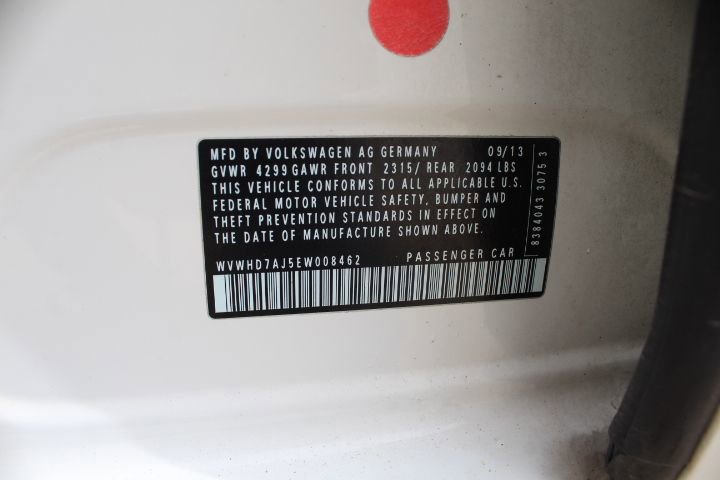 MFD BY VOLKSWAGEN AG GERMANY 09/13
GVWR 4299 GAWR FRONT 2315/ REAR 2094 LBS
THIS VEHICLE CONFORMS TO ALL APPLICABLE U.S.
FEDERAL MOTOR VEHICLE SAFETY, BUMPER AND
THEFT PREVENTION STANDARDS IN EFFECT ON
THE DATE OF MANUFACTURE SHOWN ABOVE.
WVWHD7AJ5EW008462 PASSENGER CAR
8384043 3075 3